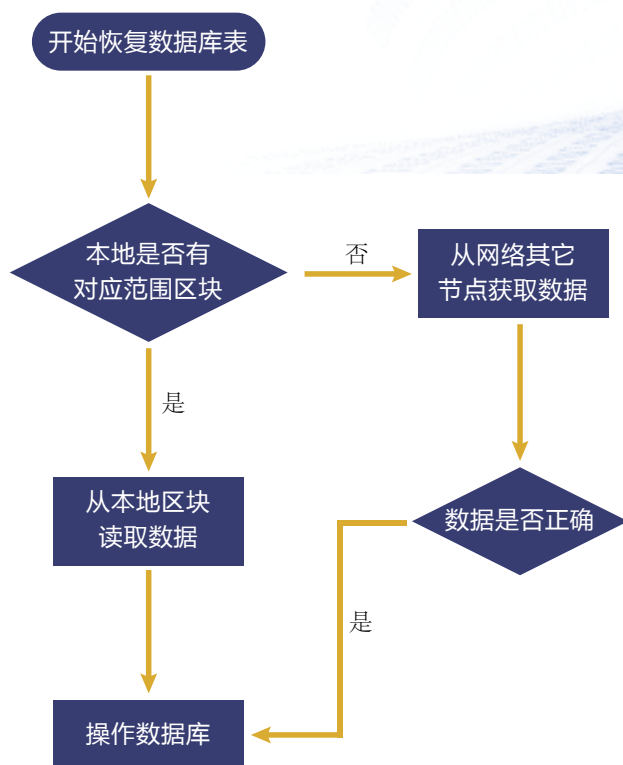 开始恢复数据库表
本地是否有
对应范围区块
否
从网络其它
节点获取数据
是
从本地区块
读取数据
数据是否正确
是
操作数据库